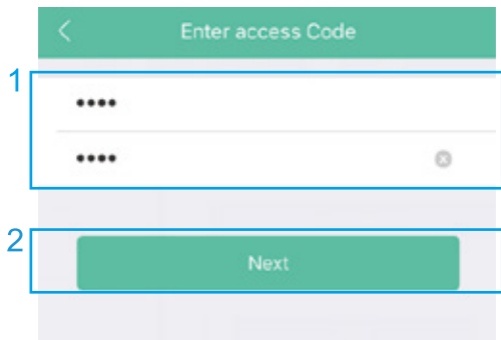 Enter access Code
1
••••
••••
2
Next